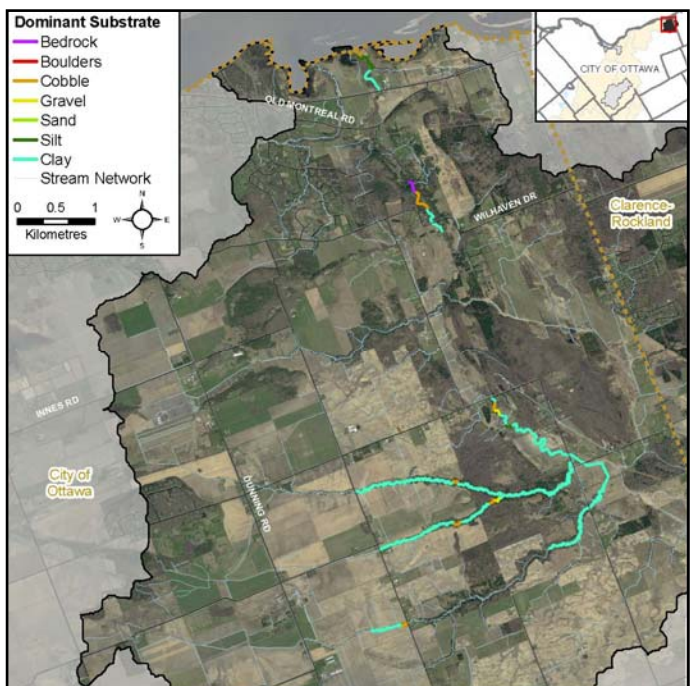 Dominant Substrate
Bedrock
Boulders
Cobble
Gravel
Sand
Silt
Clay
Stream Network
0 0.5 1
Kilometres
N
W E
S
CITY OF OTTAWA
OLD MONTREAL RD
WILHAVEN DR
Clarence-
Rockland
INNES RD
City of
Ottawa
DUNNING RD